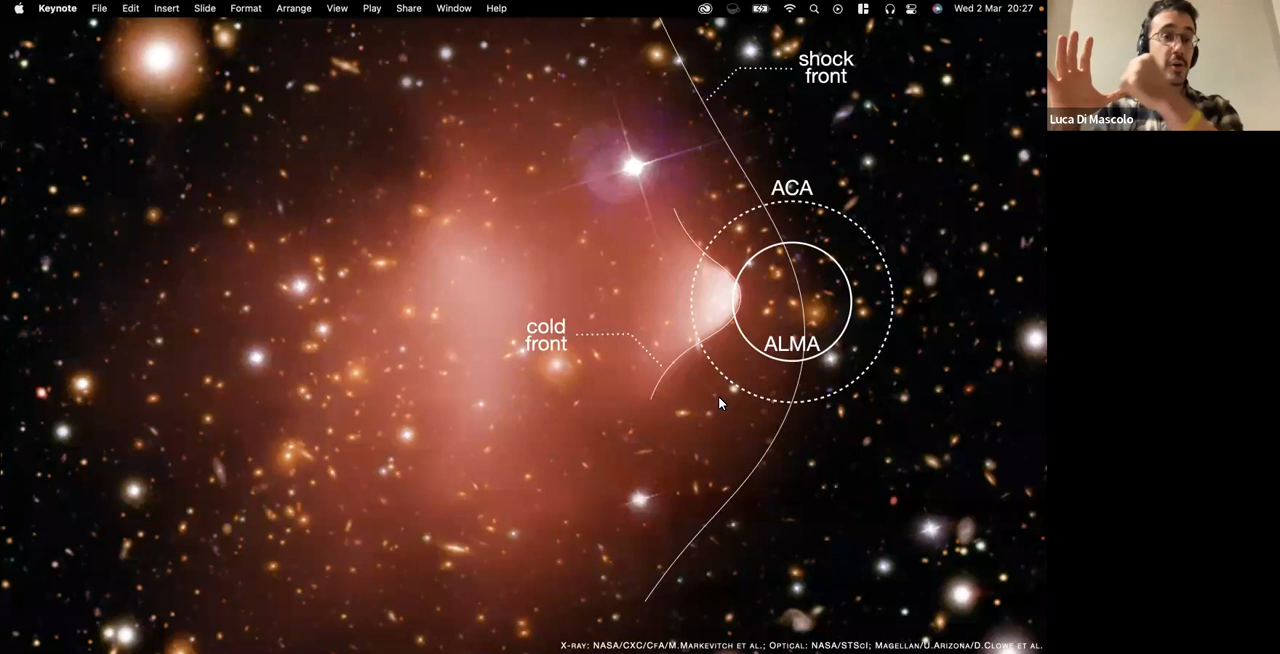 Keynote File Edit Insert Slide Format Arrange View Play Share Window Help Wed 2 Mar 20:27
shock
front
Luca Di Mascolo
ACA
cold
front
ALMA
X-ray: NASA/CXC/CfA/M.Markevitch et al.; Optical: NASA/STScI; Magellan/U.Arizona/D.Clowe et al.